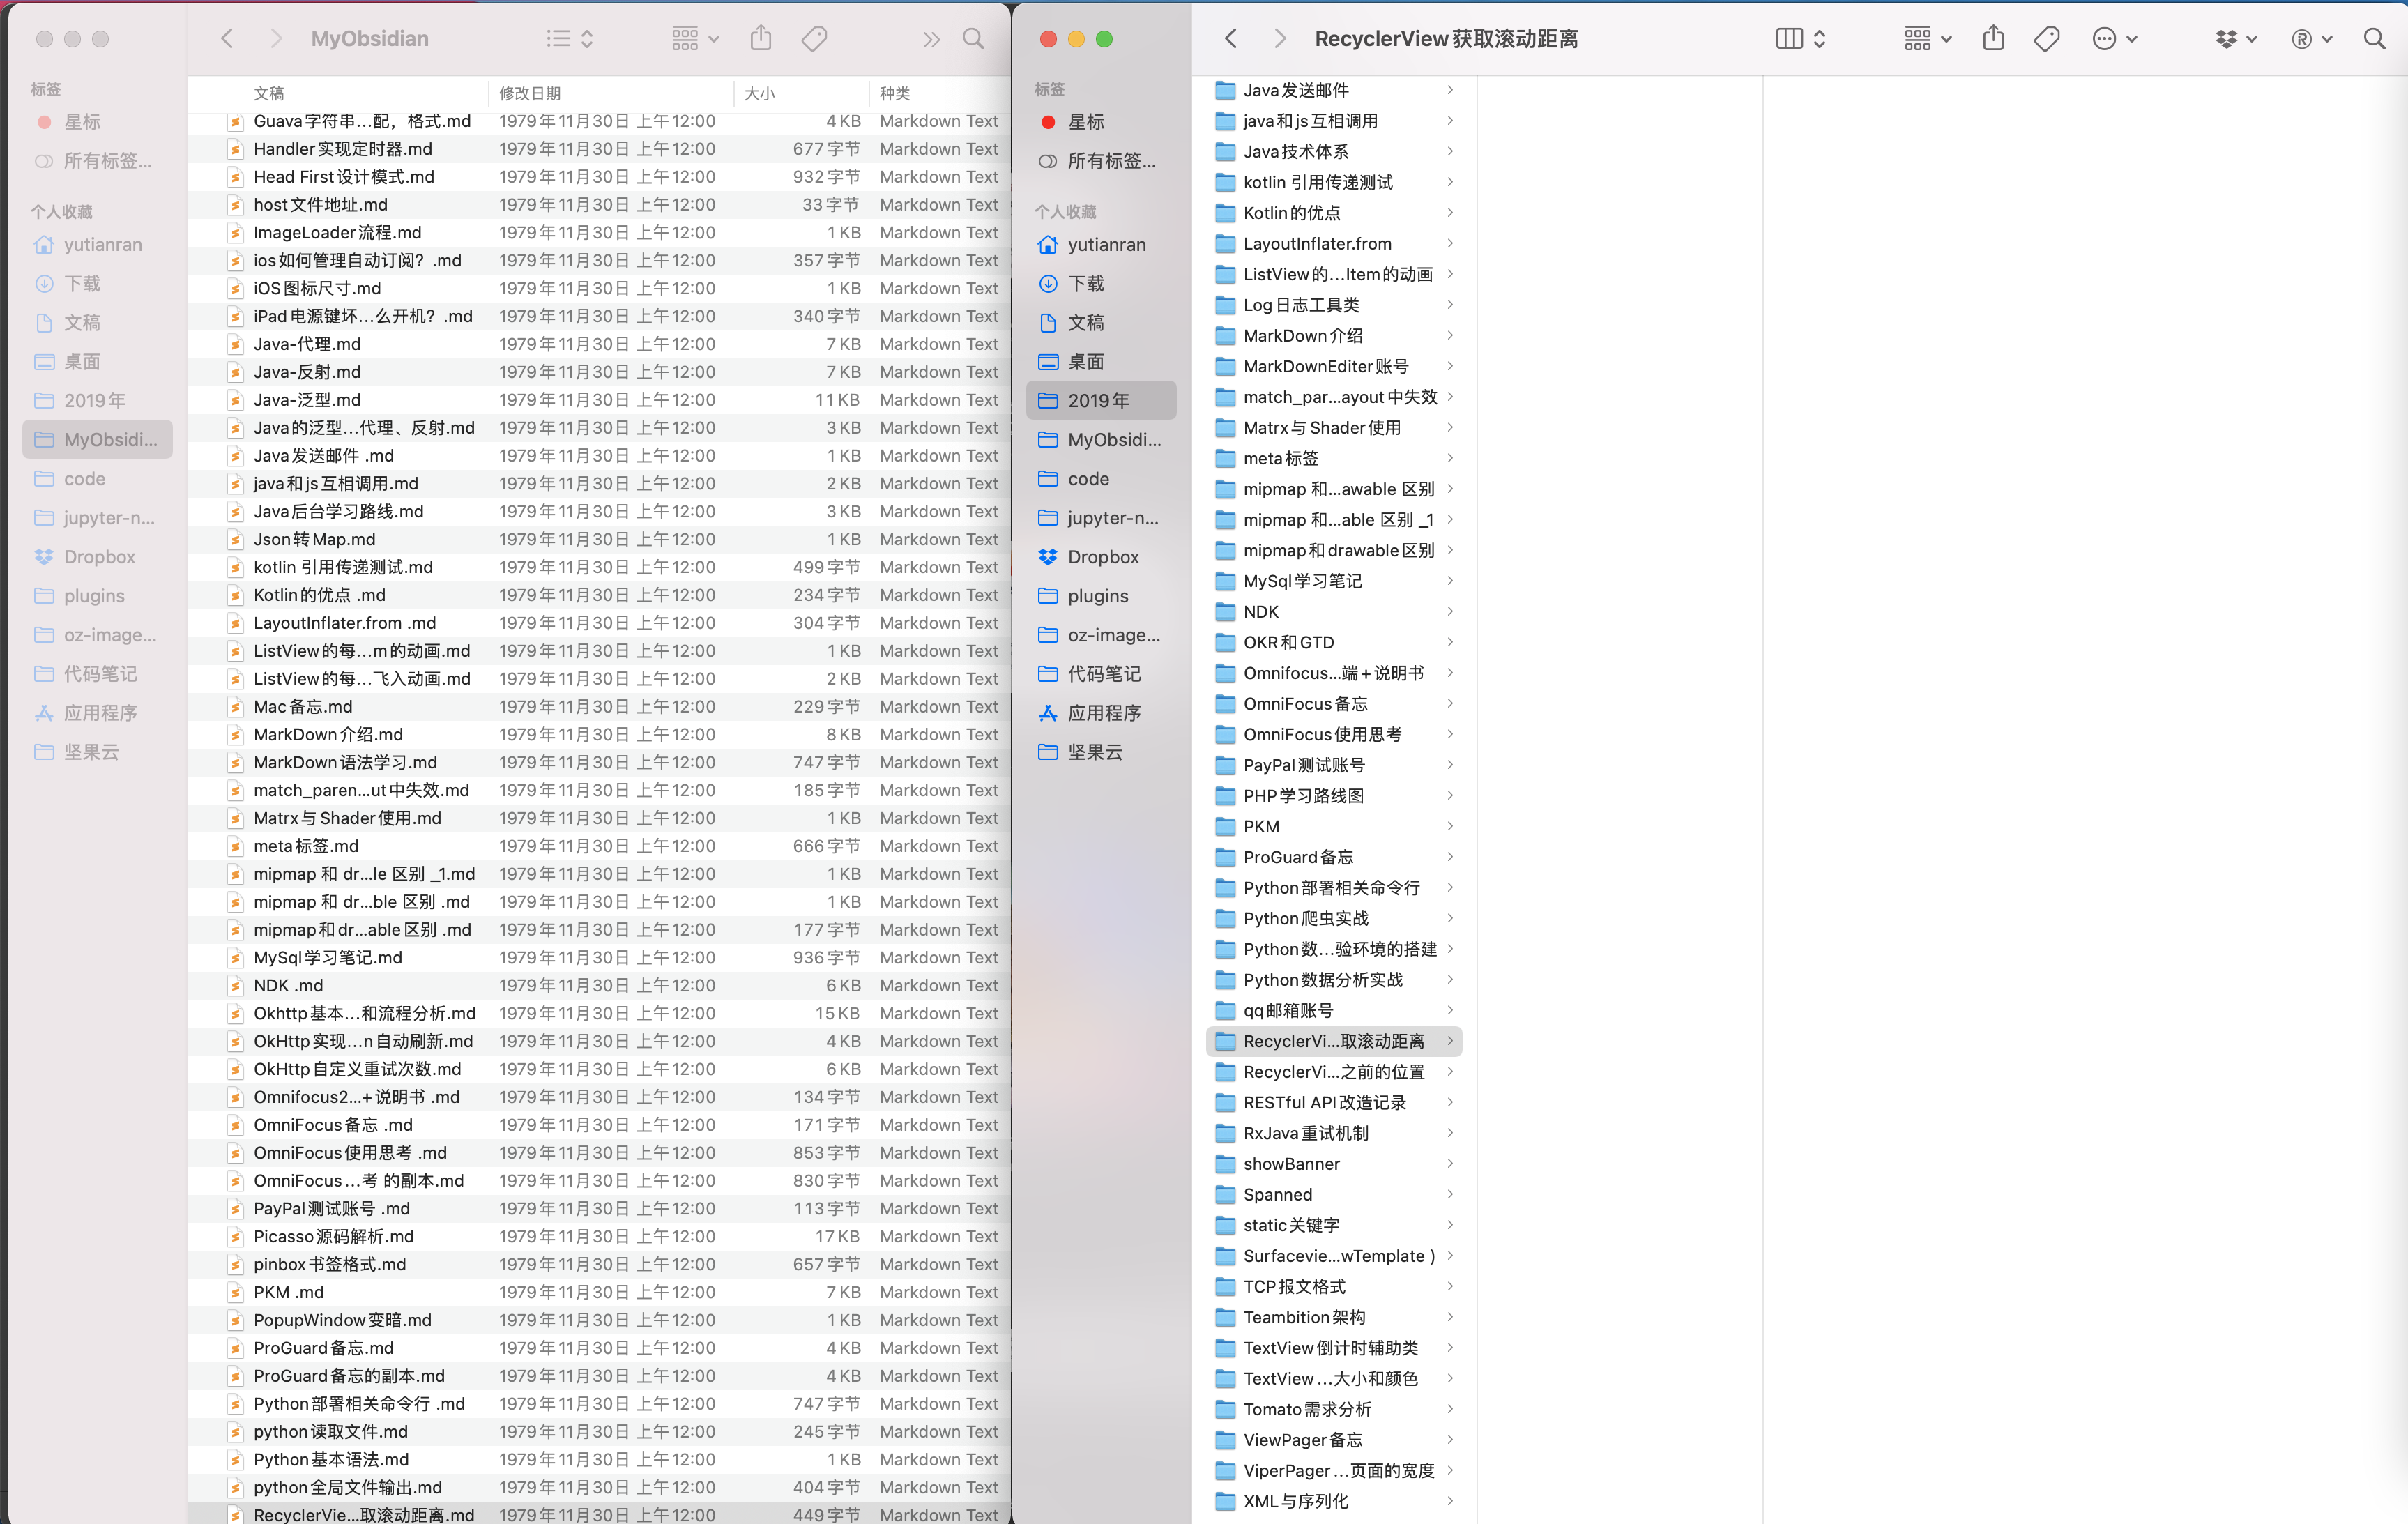 MyObsidian
标签
星标
所有标签...
个人收藏
yutianran
下载
文稿
桌面
2019年
MyObsidi...
code
jupyter-n...
Dropbox
plugins
oz-image...
代码笔记
应用程序
坚果云
文稿 修改日期 大小 种类
Guava字符串...配，格式.md 1979年11月30日 上午12:00 4 KB Markdown Text
Handler实现定时器.md 1979年11月30日 上午12:00 677字节 Markdown Text
Head First设计模式.md 1979年11月30日 上午12:00 932字节 Markdown Text
host文件地址.md 1979年11月30日 上午12:00 33字节 Markdown Text
ImageLoader流程.md 1979年11月30日 上午12:00 1 KB Markdown Text
ios如何管理自动订阅？.md 1979年11月30日 上午12:00 357字节 Markdown Text
iOS图标尺寸.md 1979年11月30日 上午12:00 1 KB Markdown Text
iPad电源键坏...么开机？.md 1979年11月30日 上午12:00 340字节 Markdown Text
Java-代理.md 1979年11月30日 上午12:00 7 KB Markdown Text
Java-反射.md 1979年11月30日 上午12:00 7 KB Markdown Text
Java-泛型.md 1979年11月30日 上午12:00 11 KB Markdown Text
Java的泛型...代理、反射.md 1979年11月30日 上午12:00 3 KB Markdown Text
Java发送邮件 .md 1979年11月30日 上午12:00 1 KB Markdown Text
java和js互相调用.md 1979年11月30日 上午12:00 2 KB Markdown Text
Java后台学习路线.md 1979年11月30日 上午12:00 3 KB Markdown Text
Json转Map.md 1979年11月30日 上午12:00 1 KB Markdown Text
kotlin 引用传递测试.md 1979年11月30日 上午12:00 499字节 Markdown Text
Kotlin的优点 .md 1979年11月30日 上午12:00 234字节 Markdown Text
LayoutInflater.from .md 1979年11月30日 上午12:00 304字节 Markdown Text
ListView的每...m的动画.md 1979年11月30日 上午12:00 1 KB Markdown Text
ListView的每...飞入动画.md 1979年11月30日 上午12:00 2 KB Markdown Text
Mac备忘.md 1979年11月30日 上午12:00 229字节 Markdown Text
MarkDown介绍.md 1979年11月30日 上午12:00 8 KB Markdown Text
MarkDown语法学习.md 1979年11月30日 上午12:00 747字节 Markdown Text
match_paren...ut中失效.md 1979年11月30日 上午12:00 185字节 Markdown Text
Matrx与Shader使用.md 1979年11月30日 上午12:00 1 KB Markdown Text
meta标签.md 1979年11月30日 上午12:00 666字节 Markdown Text
mipmap 和 dr...le 区别 _1.md 1979年11月30日 上午12:00 1 KB Markdown Text
mipmap 和 dr...ble 区别 .md 1979年11月30日 上午12:00 1 KB Markdown Text
mipmap和dr...able区别 .md 1979年11月30日 上午12:00 177字节 Markdown Text
MySql学习笔记.md 1979年11月30日 上午12:00 936字节 Markdown Text
NDK .md 1979年11月30日 上午12:00 6 KB Markdown Text
Okhttp基本...和流程分析.md 1979年11月30日 上午12:00 15 KB Markdown Text
OkHttp实现...n自动刷新.md 1979年11月30日 上午12:00 4 KB Markdown Text
OkHttp自定义重试次数.md 1979年11月30日 上午12:00 6 KB Markdown Text
Omnifocus2...+说明书 .md 1979年11月30日 上午12:00 134字节 Markdown Text
OmniFocus备忘 .md 1979年11月30日 上午12:00 171字节 Markdown Text
OmniFocus使用思考 .md 1979年11月30日 上午12:00 853字节 Markdown Text
OmniFocus...考 的副本.md 1979年11月30日 上午12:00 830字节 Markdown Text
PayPal测试账号 .md 1979年11月30日 上午12:00 113字节 Markdown Text
Picasso源码解析.md 1979年11月30日 上午12:00 17 KB Markdown Text
pinbox书签格式.md 1979年11月30日 上午12:00 657字节 Markdown Text
PKM .md 1979年11月30日 上午12:00 7 KB Markdown Text
PopupWindow变暗.md 1979年11月30日 上午12:00 1 KB Markdown Text
ProGuard备忘.md 1979年11月30日 上午12:00 4 KB Markdown Text
ProGuard备忘的副本.md 1979年11月30日 上午12:00 4 KB Markdown Text
Python部署相关命令行 .md 1979年11月30日 上午12:00 747字节 Markdown Text
python读取文件.md 1979年11月30日 上午12:00 245字节 Markdown Text
Python基本语法.md 1979年11月30日 上午12:00 1 KB Markdown Text
python全局文件输出.md 1979年11月30日 上午12:00 404字节 Markdown Text
RecyclerVie...取滚动距离.md 1979年11月30日 上午12:00 449字节 Markdown Text
RecyclerView获取滚动距离
标签
星标
所有标签...
个人收藏
yutianran
下载
文稿
桌面
2019年
MyObsidi...
code
jupyter-n...
Dropbox
plugins
oz-image...
代码笔记
应用程序
坚果云
Java发送邮件
java和js互相调用
Java技术体系
kotlin 引用传递测试
Kotlin的优点
LayoutInflater.from
ListView的...Item的动画
Log日志工具类
MarkDown介绍
MarkDownEditer账号
match_par...ayout中失效
Matrx与Shader使用
meta标签
mipmap 和...awable 区别
mipmap 和...able 区别 _1
mipmap和drawable区别
MySql学习笔记
NDK
OKR和GTD
Omnifocus...端+说明书
OmniFocus备忘
OmniFocus使用思考
PayPal测试账号
PHP学习路线图
PKM
ProGuard备忘
Python部署相关命令行
Python爬虫实战
Python数...验环境的搭建
Python数据分析实战
qq邮箱账号
RecyclerVi...取滚动距离
RecyclerVi...之前的位置
RESTful API改造记录
RxJava重试机制
showBanner
Spanned
static关键字
Surfacevie...wTemplate )
TCP报文格式
Teambition架构
TextView倒计时辅助类
TextView...大小和颜色
Tomato需求分析
ViewPager备忘
ViperPager...页面的宽度
XML与序列化